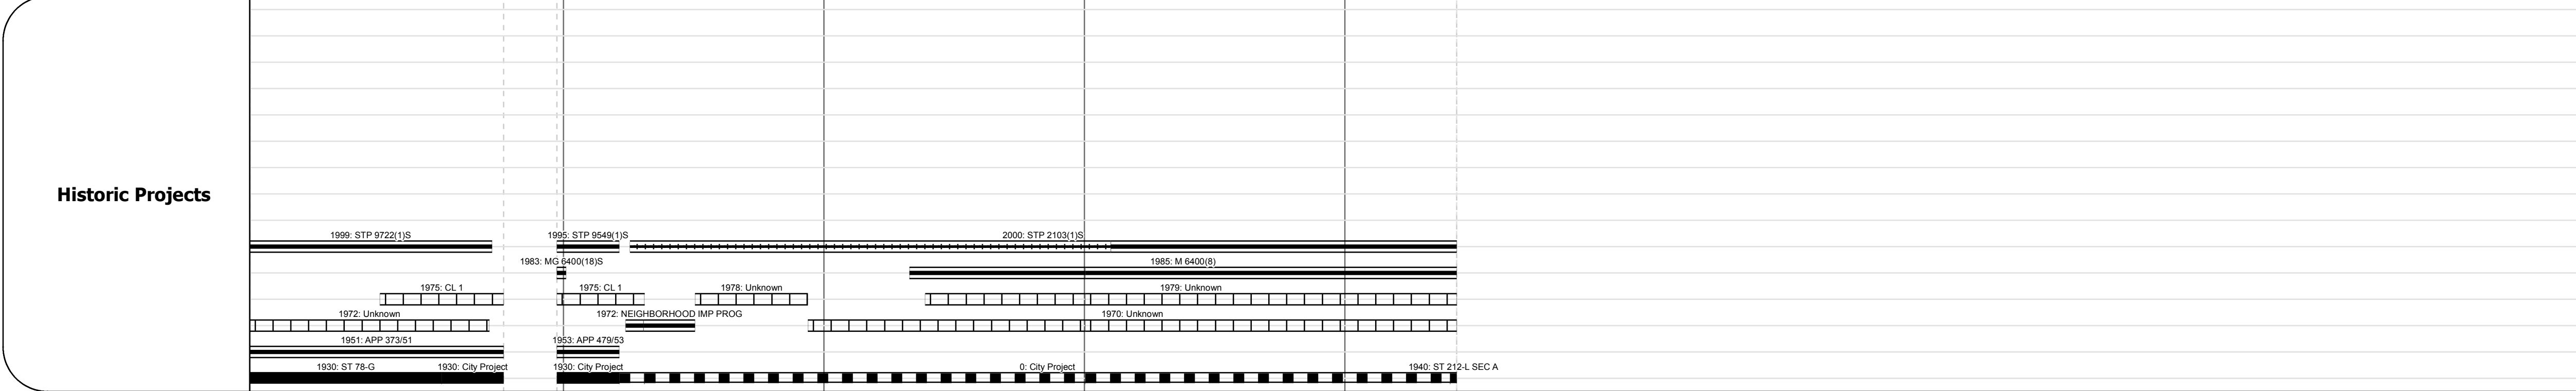 Historic Projects
1999: STP 9722(1)S
1995: STP 9549(1)S
2000: STP 2103(1)S
1983: MG 6400(18)S
1985: M 6400(8)
1975: CL 1
1975: CL 1
1978: Unknown
1979: Unknown
1972: Unknown
1972: NEIGHBORHOOD IMP PROG
1970: Unknown
1951: APP 373/51
1953: APP 479/53
1930: ST 78-G
1930: City Project
1930: City Project
0: City Project
1940: ST 212-L SEC A